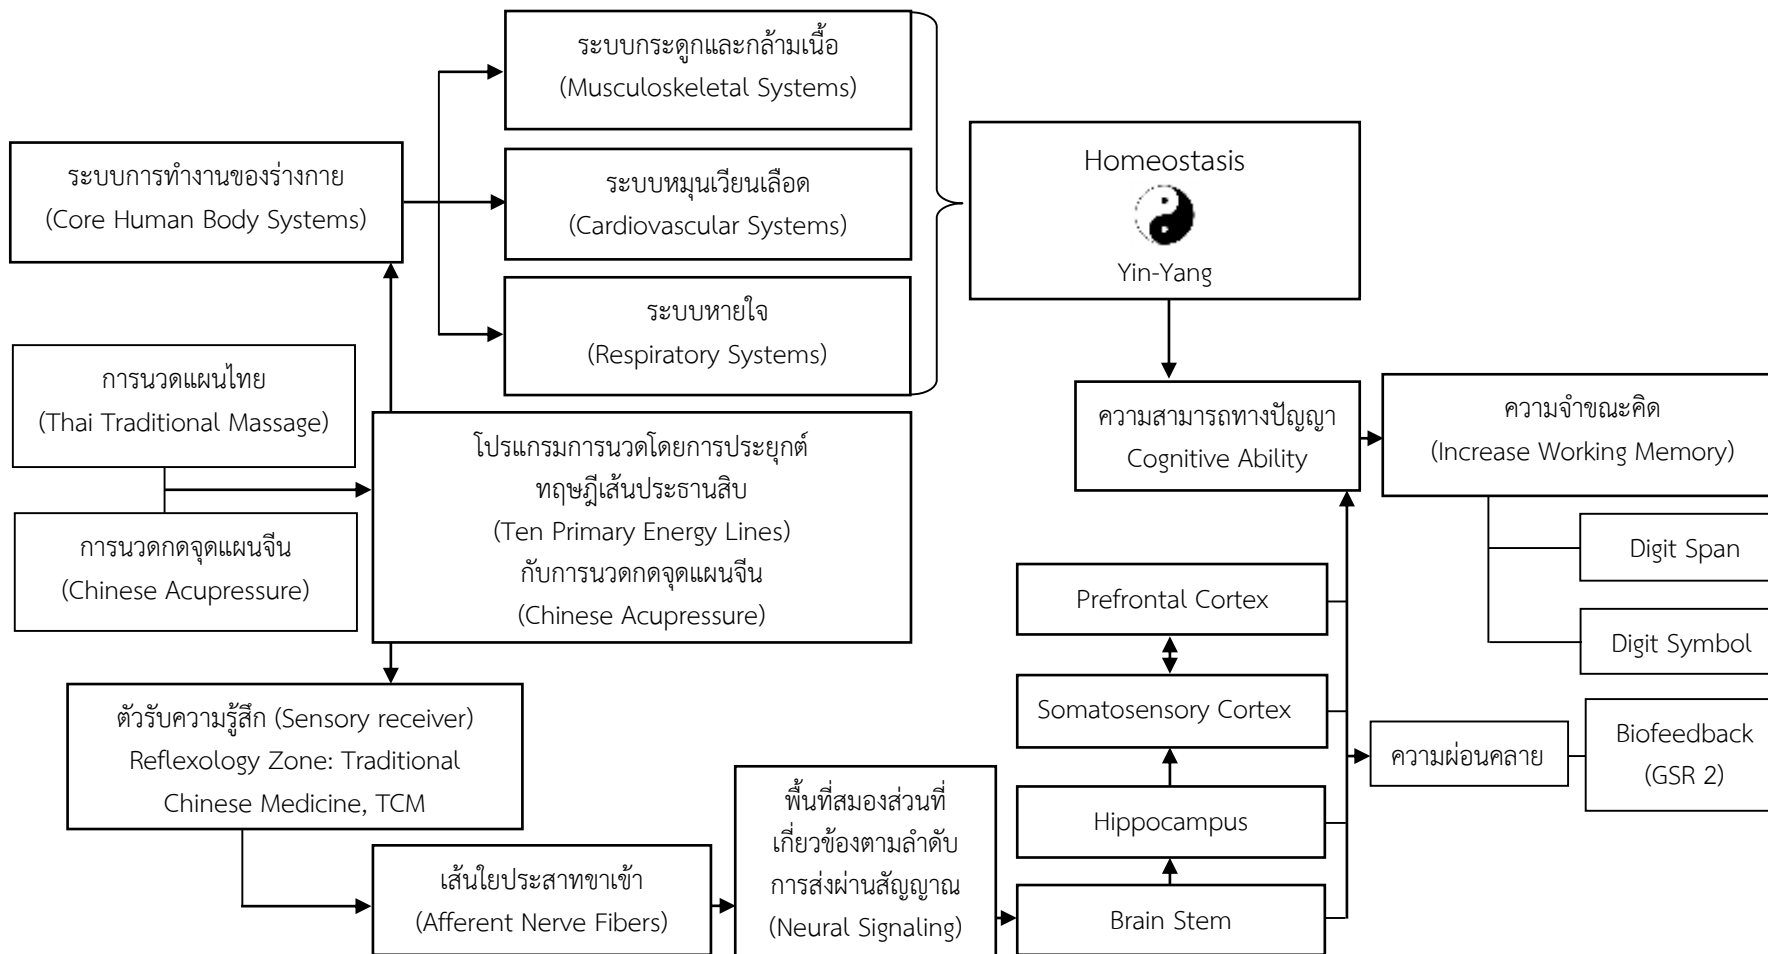 ระบบกระดูกและกล้ามเนื้อ
(Musculoskeletal Systems)
ระบบการทำงานของร่างกาย
(Core Human Body Systems)
ระบบหมุนเวียนเลือด
(Cardiovascular Systems)
Homeostasis
Yin-Yang
ระบบหายใจ
(Respiratory Systems)
การนวดแผนไทย
(Thai Traditional Massage)
การนวดกดจุดแผนจีน
(Chinese Acupressure)
โปรแกรมการนวดโดยการประยุกต์
ทฤษฎีเส้นประธานสิบ
(Ten Primary Energy Lines)
กับการนวดกดจุดแผนจีน
(Chinese Acupressure)
ความสามารถทางปัญญา
Cognitive Ability
ความจำขณะคิด
(Increase Working Memory)
Digit Span
Digit Symbol
Prefrontal Cortex
Somatosensory Cortex
Hippocampus
Brain Stem
ความผ่อนคลาย
Biofeedback
(GSR 2)
ตัวรับความรู้สึก (Sensory receiver)
Reflexology Zone: Traditional
Chinese Medicine, TCM
เส้นใยประสาทขาเข้า
(Afferent Nerve Fibers)
พื้นที่สมองส่วนที่
เกี่ยวข้องตามลำดับ
การส่งผ่านสัญญาณ
(Neural Signaling)